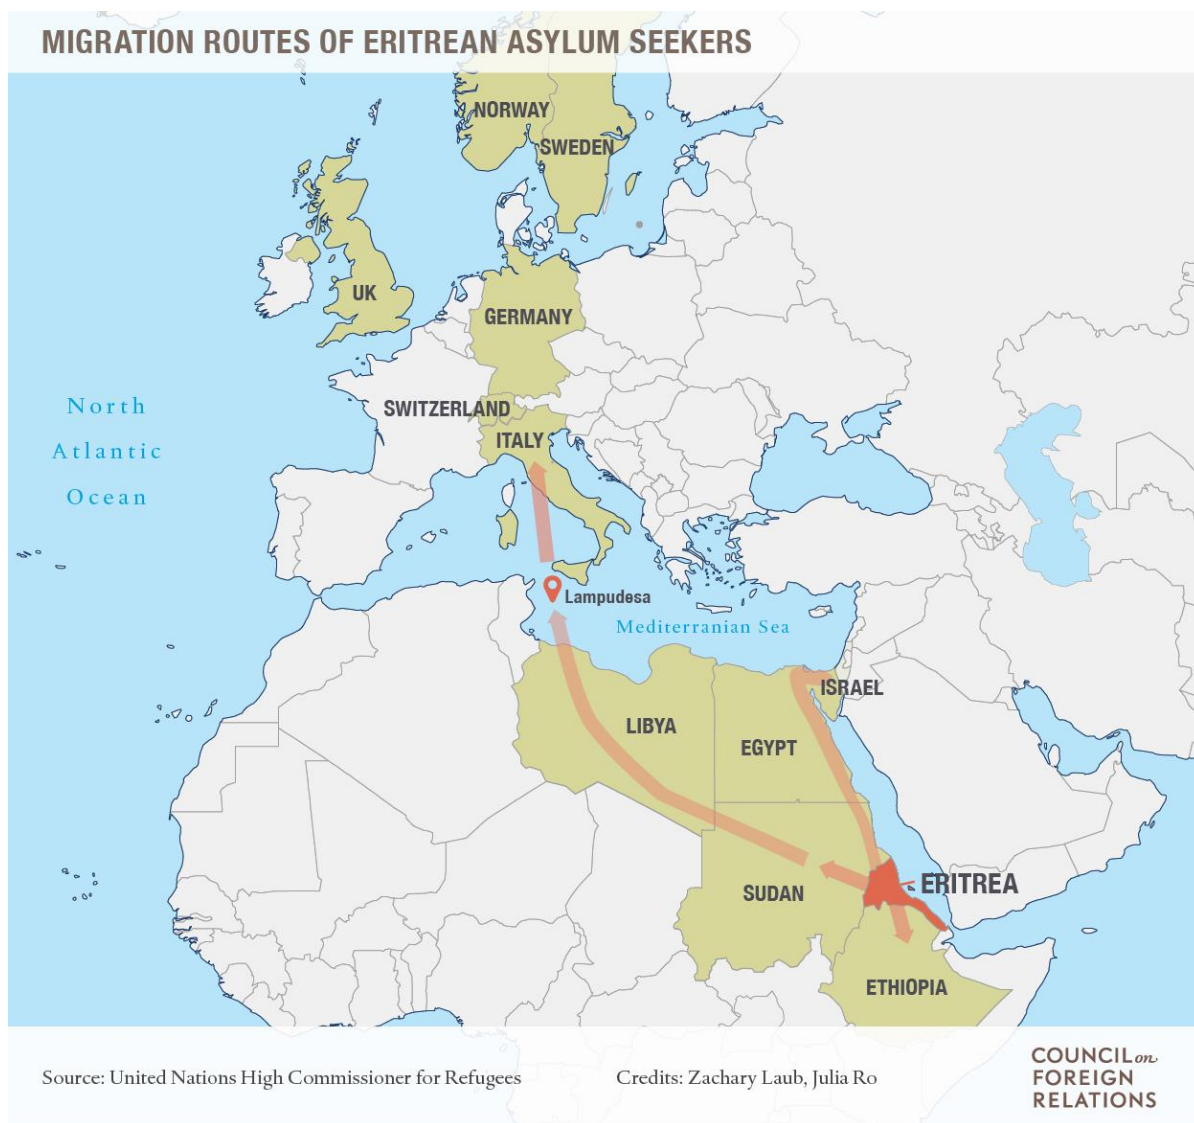 MIGRATION ROUTES OF ERITREAN ASYLUM SEEKERS
NORWAY
SWEDEN
UK
GERMANY
North
Atlantic
Ocean
SWITZERLAND
ITALY
Lampudesa
Mediterranian Sea
ISRAEL
LIBYA
EGYPT
SUDAN
ERITREA
ETHIOPIA
Source: United Nations High Commissioner for Refugees
Credits: Zachary Laub, Julia Ro
COUNCIL on
FOREIGN
RELATIONS